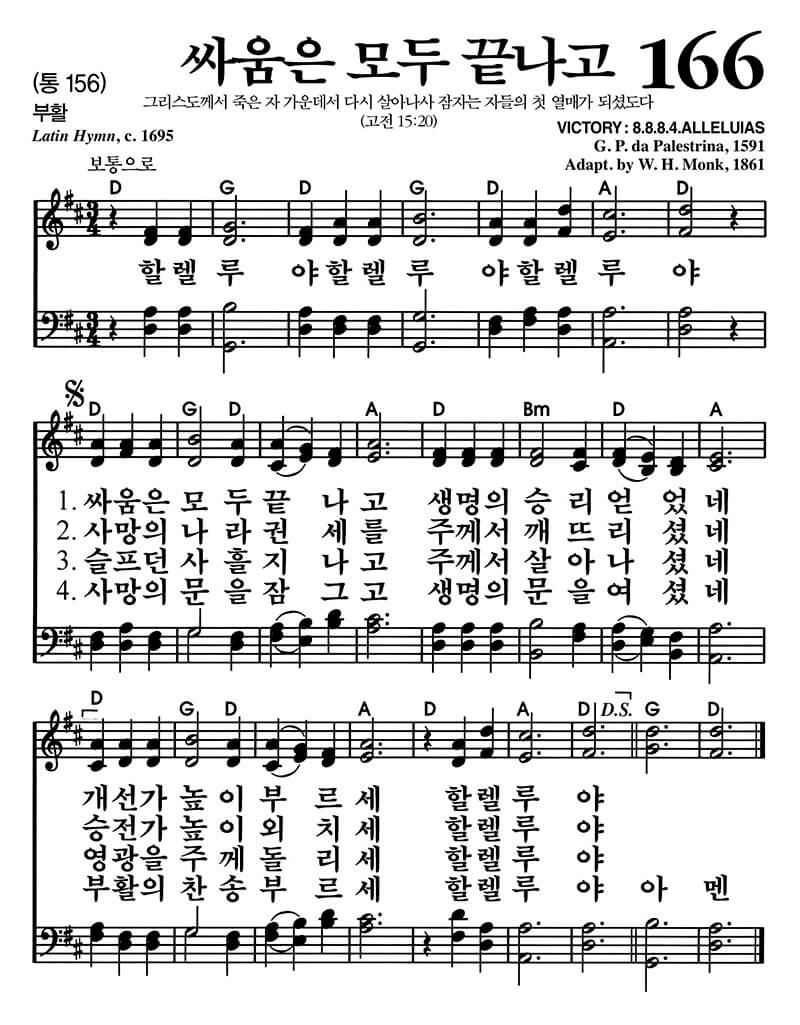 싸움은 모두 끝나고 166
(통 156)
부활
그리스도께서 죽은 자 가운데서 다시 살아나사 잠자는 자들의 첫 열매가 되셨도다
(고전 15:20)
Latin Hymn, c. 1695
VICTORY : 8.8.8.4.ALLELUIAS
G. P. da Palestrina, 1591
Adapt. by W. H. Monk, 1861
보통으로
D G D G D A D
3/4
할렐루 야할렐루 야할렐루 야
3/4
D G D A D Bm D A
1. 싸움은 모 두 끝 나 고 생명의 승 리 얻 었 네
2. 사망의 나 라 권 세 를 주께서 깨 뜨 리 셨 네
3. 슬프던 사 흘 지 나 고 주께서 살 아 나 셨 네
4. 사망의 문 을 잠 그 고 생명의 문 을 여 셨 네
D G D A D A D D.S. G D
개선가 높 이 부 르 세 할렐루 야
승전가 높 이 외 치 세 할렐루 야
영광을 주 께 돌 리 세 할렐루 야
부활의 찬 송 부 르 세 할렐루 야 아 멘